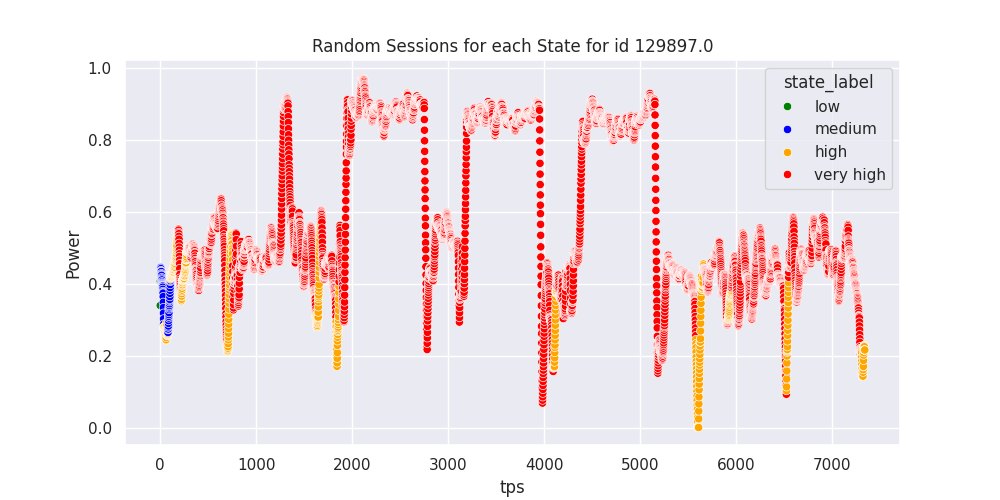 Random Sessions for each State for id 129897.0
1.0
0.8
0.6
0.4
0.2
0.0
Power
state_label
low
medium
high
very high
0 1000 2000 3000 4000 5000 6000 7000
tps